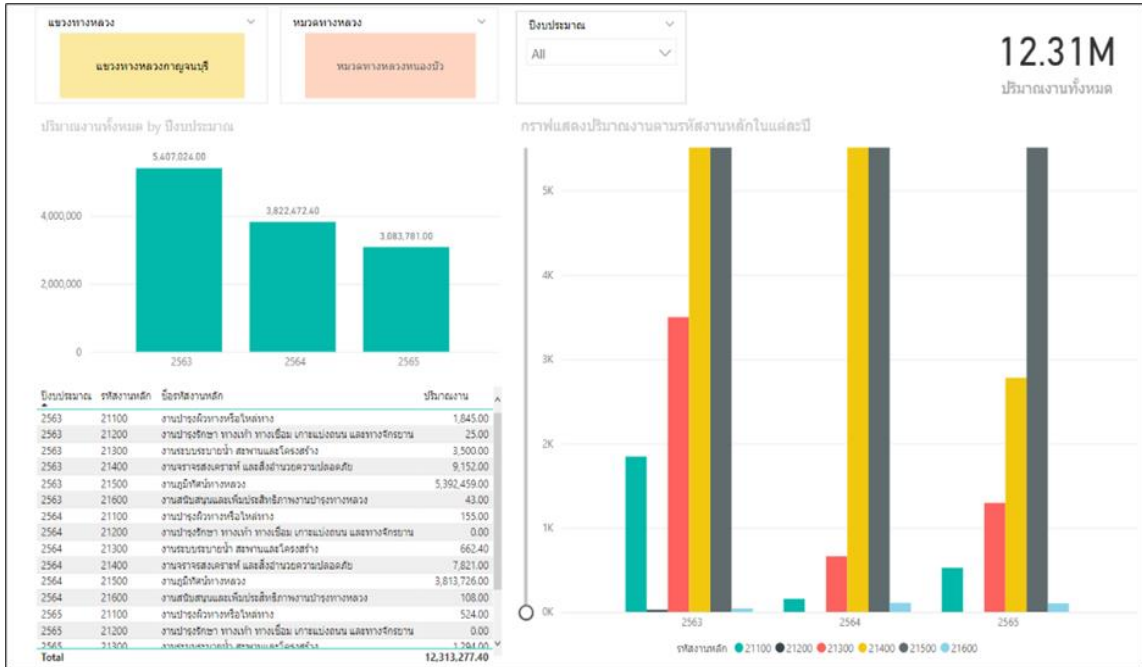 แขวงทางหลวง
หมวดทางหลวง
ปีงบประมาณ
แขวงทางหลวงกาญจนบุรี
หมวดทางหลวงหนองบัว
All
12.31M
ปริมาณงานทั้งหมด
ปริมาณงานทั้งหมด by ปีงบประมาณ
5,407,024.00
3,822,472.40
3,083,781.00
4,000,000
2,000,000
0
2563 2564 2565
ปีงบประมาณ รหัสงานหลัก ชื่อรหัสงานหลัก ปริมาณงาน
2563 21100 งานบำรุงผิวทางหรือไหล่ทาง 1,845.00
2563 21200 งานบำรุงรักษา ทางเท้า ทางเชื่อม เกาะแบ่งถนน และทางจักรยาน 25.00
2563 21300 งานระบบระบายน้ำ สะพานและโครงสร้าง 3,500.00
2563 21400 งานจราจรสงเคราะห์ และสิ่งอำนวยความปลอดภัย 9,152.00
2563 21500 งานภูมิทัศน์ทางหลวง 5,392,459.00
2563 21600 งานสนับสนุนและเพิ่มประสิทธิภาพงานบำรุงทางหลวง 43.00
2564 21100 งานบำรุงผิวทางหรือไหล่ทาง 155.00
2564 21200 งานบำรุงรักษา ทางเท้า ทางเชื่อม เกาะแบ่งถนน และทางจักรยาน 0.00
2564 21300 งานระบบระบายน้ำ สะพานและโครงสร้าง 662.40
2564 21400 งานจราจรสงเคราะห์ และสิ่งอำนวยความปลอดภัย 7,821.00
2564 21500 งานภูมิทัศน์ทางหลวง 3,813,726.00
2564 21600 งานสนับสนุนและเพิ่มประสิทธิภาพงานบำรุงทางหลวง 108.00
2565 21100 งานบำรุงผิวทางหรือไหล่ทาง 524.00
2565 21200 งานบำรุงรักษา ทางเท้า ทางเชื่อม เกาะแบ่งถนน และทางจักรยาน 0.00
2565 21300 งานระบบระบายน้ำ สะพานและโครงสร้าง 1,294.00
Total 12,313,277.40
กราฟแสดงปริมาณงานตามรหัสงานหลักในแต่ละปี
5K
4K
3K
2K
1K
0K
2563 2564 2565
รหัสงานหลัก 21100 21200 21300 21400 21500 21600